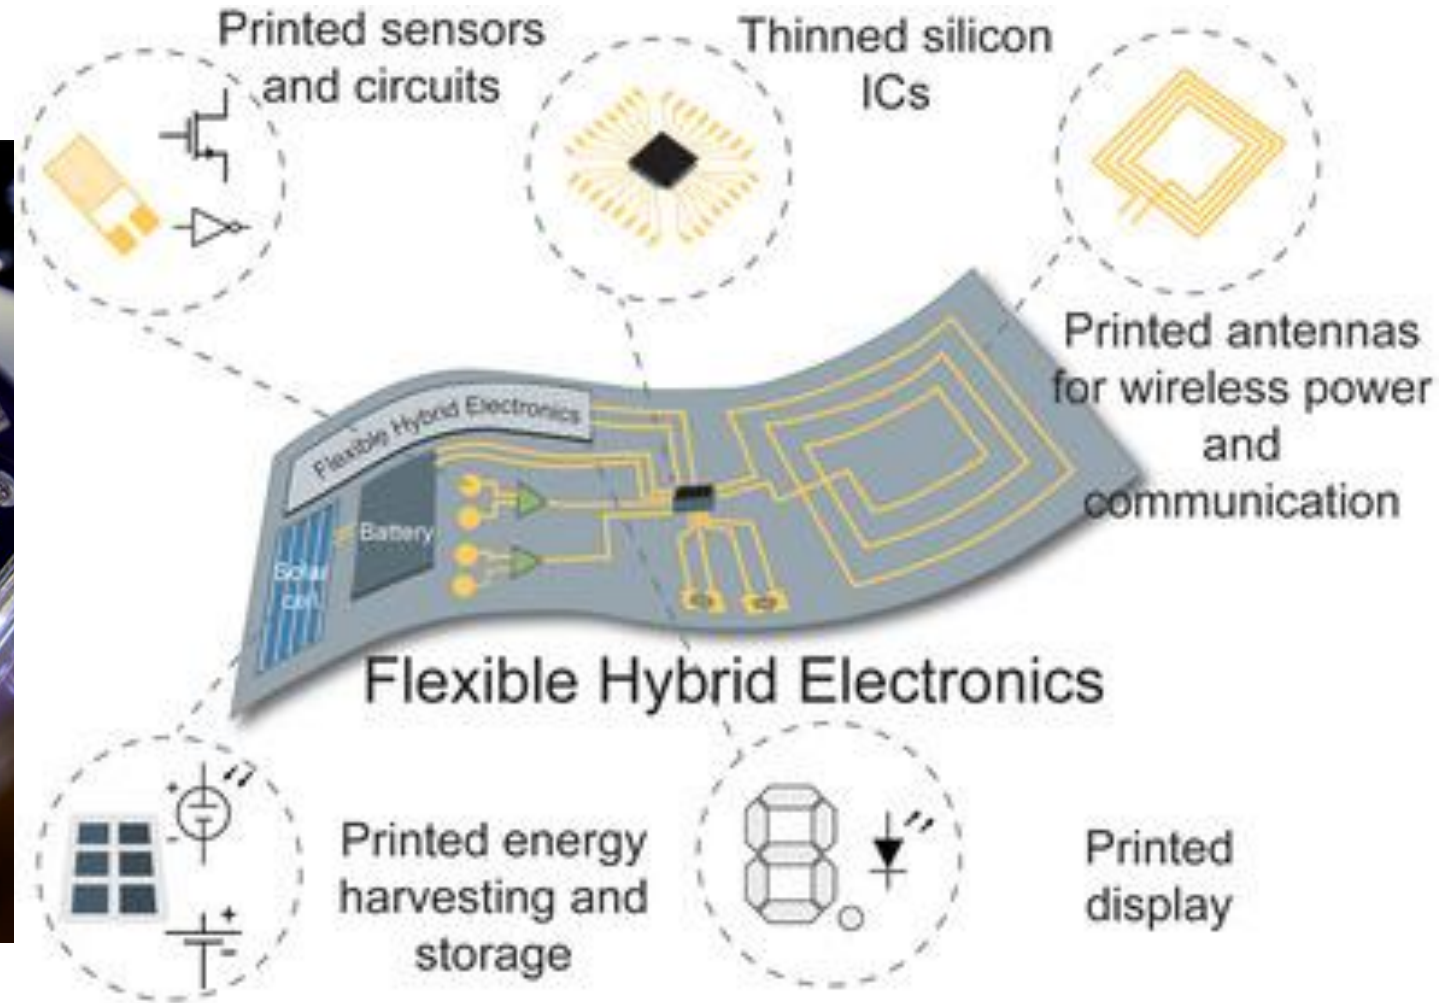 Printed sensors
and circuits
Thinned silicon
ICs
Printed antennas
for wireless power
and
communication
Flexible Hybrid Electronics
Battery
Solar
cell
Flexible Hybrid Electronics
Printed energy
harvesting and
storage
Printed
display